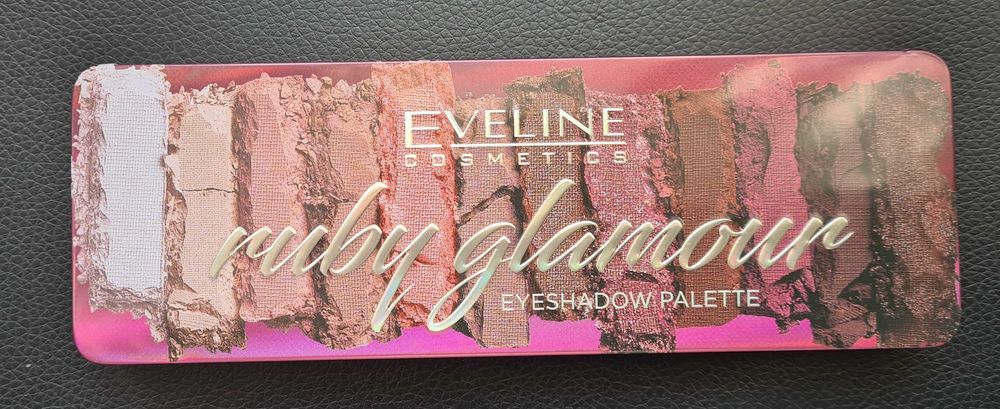 EVELINE
COSMETICS
ruby glamour
EYESHADOW PALETTE